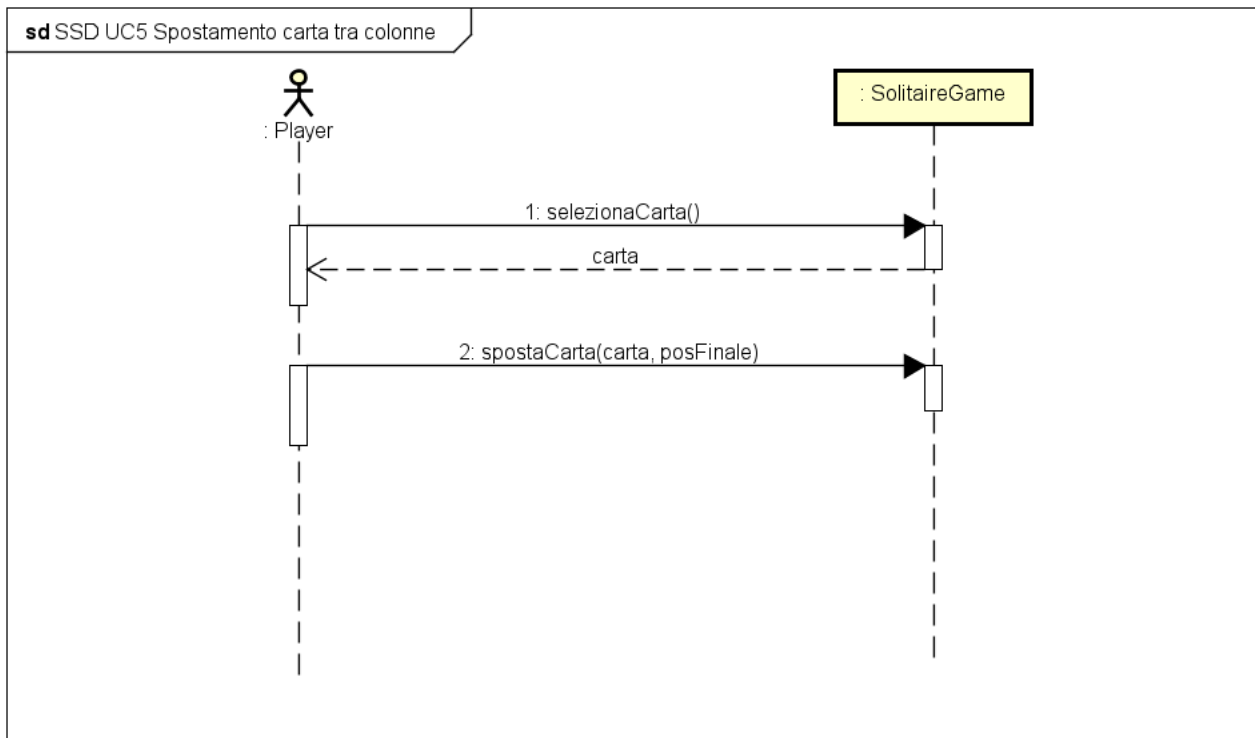 sd SSD UC5 Spostamento carta tra colonne
: Player
: SolitaireGame
1: selezionaCarta()
carta
2: spostaCarta(carta, posFinale)